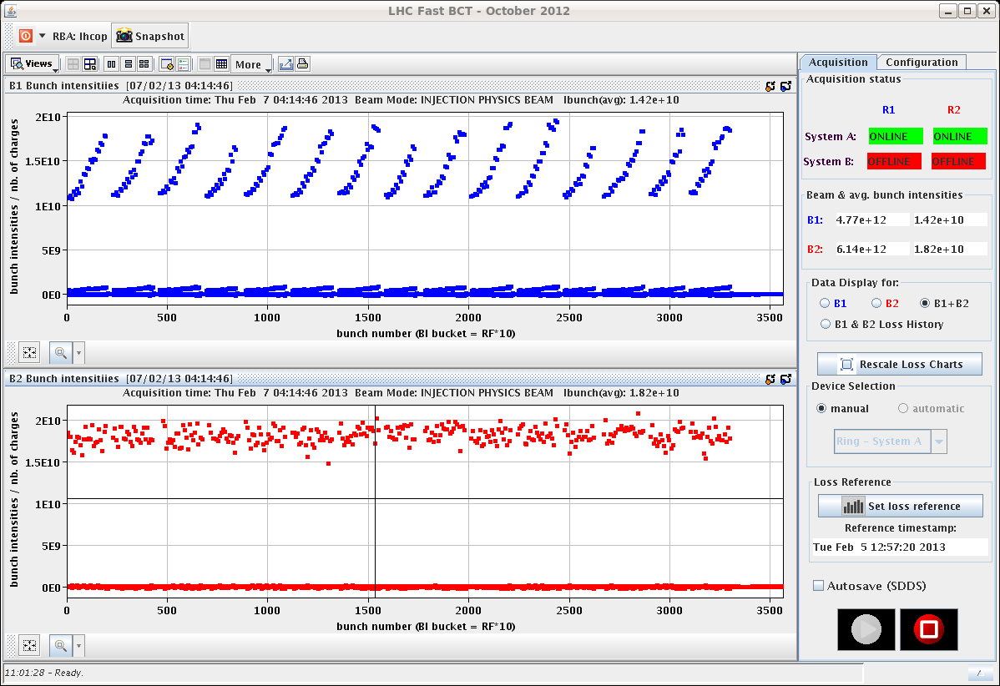 LHC Fast BCT - October 2012
RBA: lhcop Snapshot
Views More
B1 Bunch intensitiies [07/02/13 04:14:46]
Acquisition time: Thu Feb 7 04:14:46 2013 Beam Mode: INJECTION PHYSICS BEAM Ibunch(avg): 1.42e+10
bunch intensities / nb. of charges
2E10
1.5E10
1E10
5E9
0E0
0 500 1000 1500 2000 2500 3000 3500
bunch number (BI bucket = RF*10)
B2 Bunch intensitiies [07/02/13 04:14:46]
Acquisition time: Thu Feb 7 04:14:46 2013 Beam Mode: INJECTION PHYSICS BEAM Ibunch(avg): 1.82e+10
bunch intensities / nb. of charges
2E10
1.5E10
1E10
5E9
0E0
0 500 1000 1500 2000 2500 3000 3500
bunch number (BI bucket = RF*10)
Acquisition Configuration
Acquisition status
R1 R2
System A: ONLINE ONLINE
System B: OFFLINE OFFLINE
Beam & avg. bunch intensities
B1: 4.77e+12 1.42e+10
B2: 6.14e+12 1.82e+10
Data Display for:
B1 B2 B1+B2
B1 & B2 Loss History
Rescale Loss Charts
Device Selection
manual automatic
Ring - System A
Loss Reference
Set loss reference
Reference timestamp:
Tue Feb 5 12:57:20 2013
Autosave (SDDS)
11:01:28 - Ready.